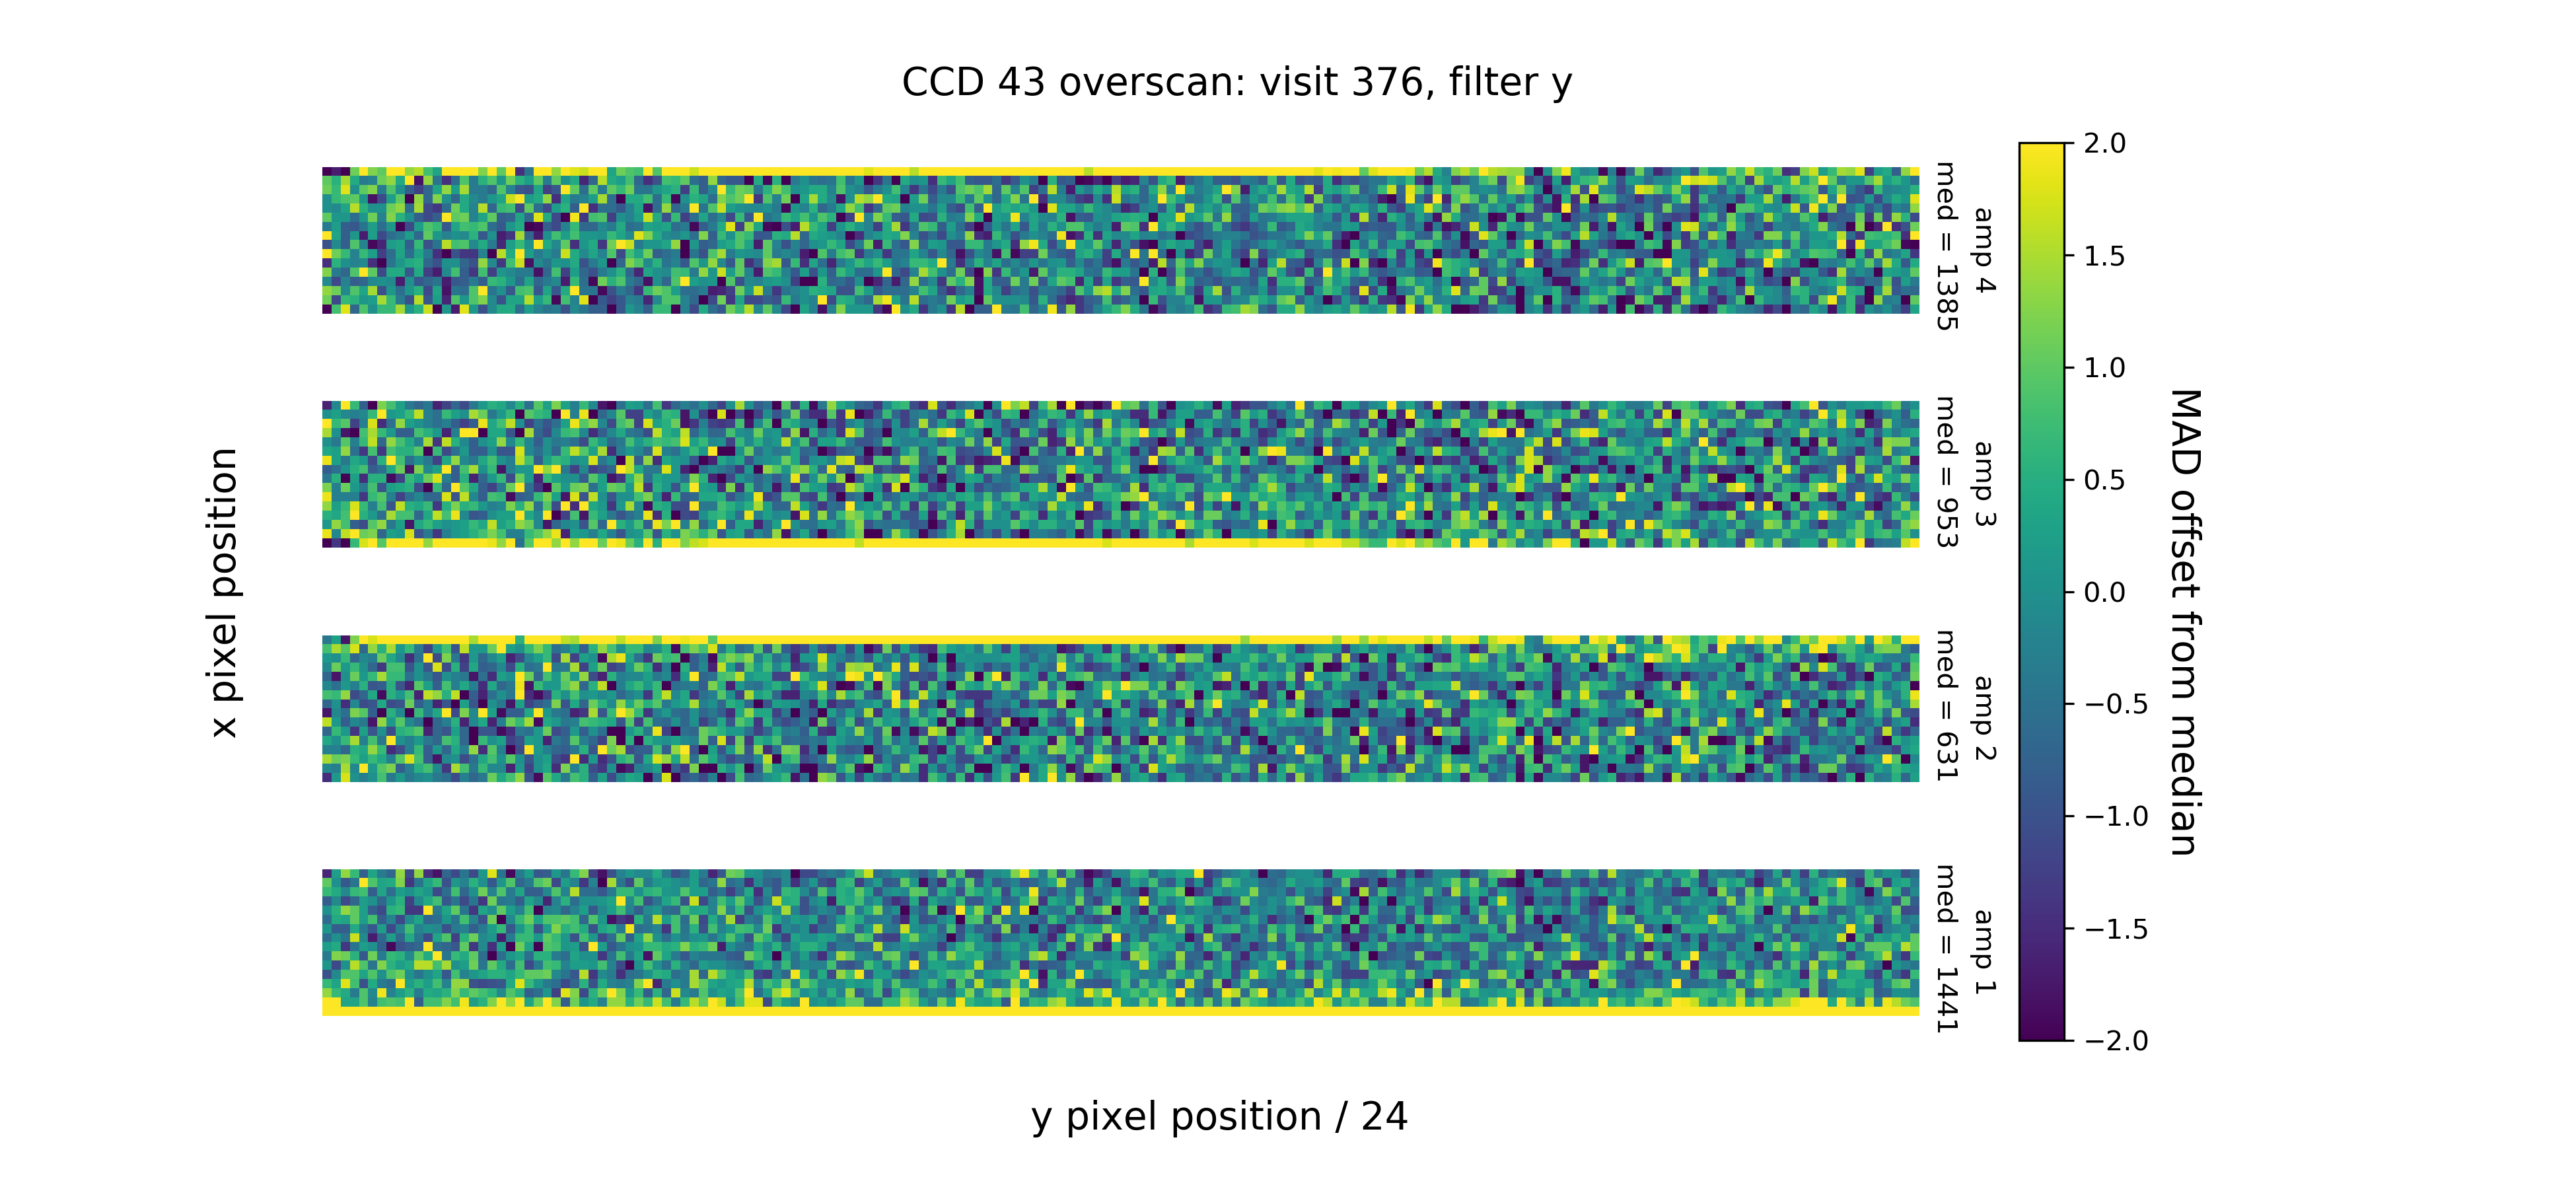 CCD 43 overscan: visit 376, filter y
x pixel position
amp 4
med = 1385
amp 3
med = 953
amp 2
med = 631
amp 1
med = 1441
y pixel position / 24
2.0
1.5
1.0
0.5
0.0
−0.5
−1.0
−1.5
−2.0
MAD offset from median